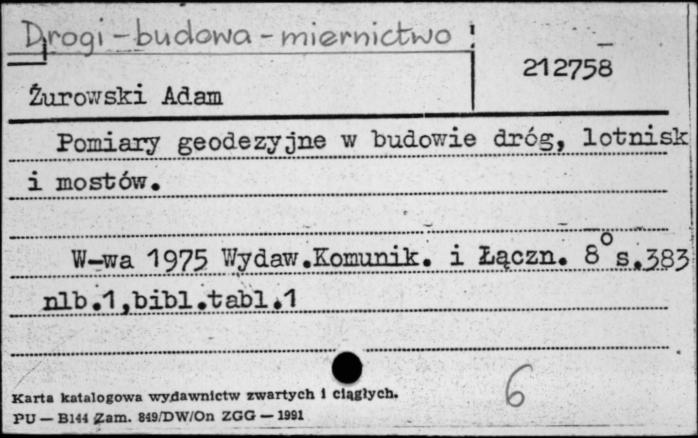 Drogi - budowa - miernictwo
212758
Żurowski Adam
Pomiary geodezyjne w budowie dróg, lotnisk
i mostów.
W-wa 1975 Wydaw.Komunik. i Łączn. 8° s.383
nlb.1,bibl.tabl.1
Karta katalogowa wydawnictw zwartych i ciągłych.
PU — B144 Zam. 849/DW/On ZGG — 1991
6